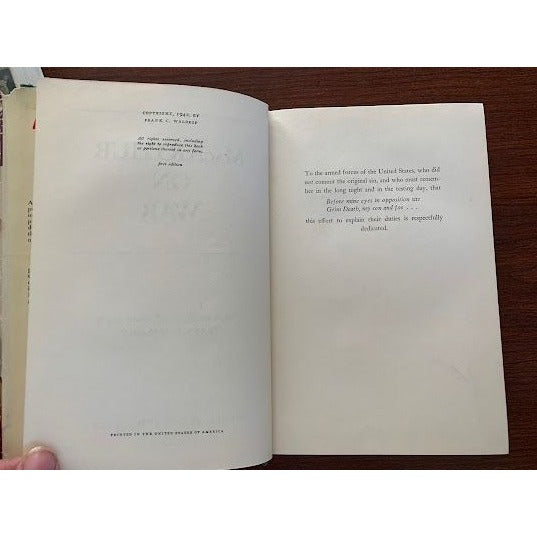 COPYRIGHT, 1942, BY
FRANK C. WALDROP
All rights reserved, including
the right to reproduce this book
or portions thereof in any form.
first edition
PRINTED IN THE UNITED STATES OF AMERICA
To the armed forces of the United States, who did
not commit the original sin, and who must remem-
ber in the long night and in the testing day, that
Before mine eyes in opposition sits
Grim Death, my son and foe . . .
this effort to explain their duties is respectfully
dedicated.